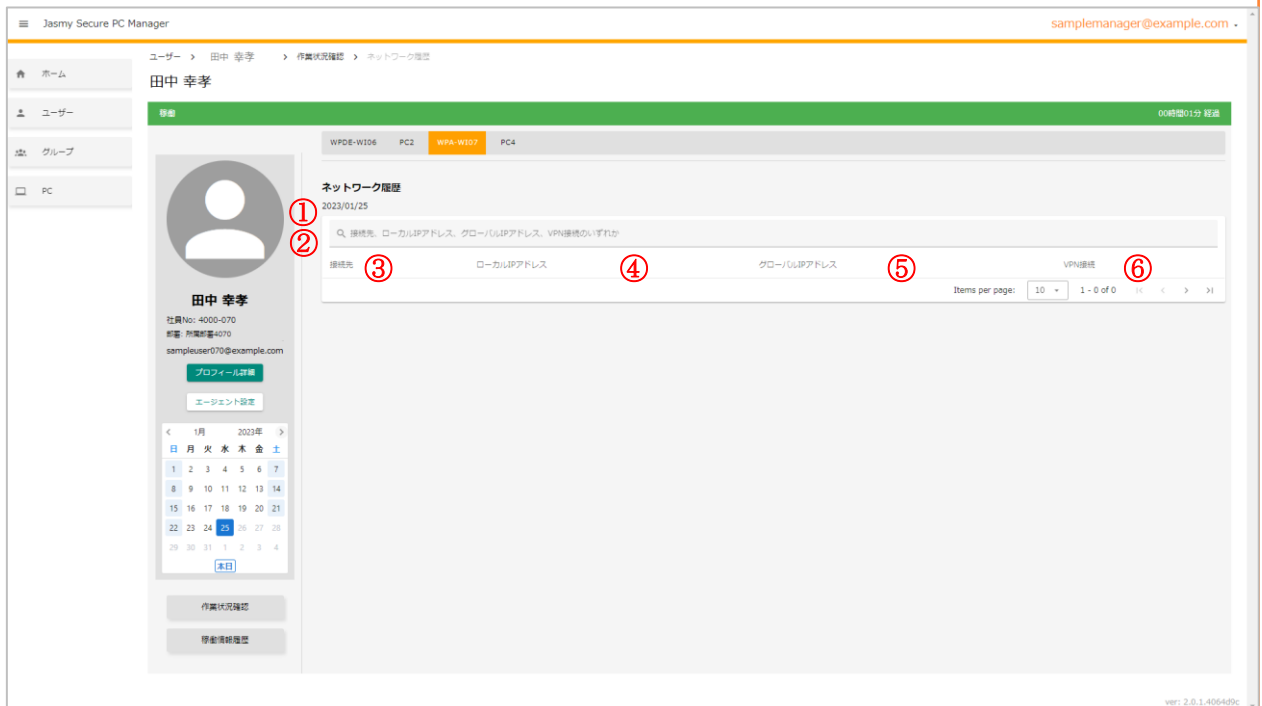 Jasmy Secure PC Manager
samplemanager@example.com
ユーザー > 田中 幸孝 > 作業状況確認 > ネットワーク履歴
田中 幸孝
ホーム
ユーザー
グループ
PC
稼働 00時間01分 経過
WPDE-WI06 PC2 WPA-WI07 PC4
ネットワーク履歴
① 2023/01/25
② 接続先、ローカルIPアドレス、グローバルIPアドレス、VPN接続のいずれか
接続先 ③ ローカルIPアドレス ④ グローバルIPアドレス ⑤ VPN接続 ⑥
Items per page: 10 1 - 0 of 0
田中 幸孝
社員No: 4000-070
部署: 所属部署4070
sampleuser070@example.com
プロフィール詳細
エージェント設定
1月 2023年
日 月 火 水 木 金 土
1 2 3 4 5 6 7
8 9 10 11 12 13 14
15 16 17 18 19 20 21
22 23 24 25 26 27 28
29 30 31 1 2 3 4
本日
作業状況確認
稼働情報履歴
ver: 2.0.1.4064d9c